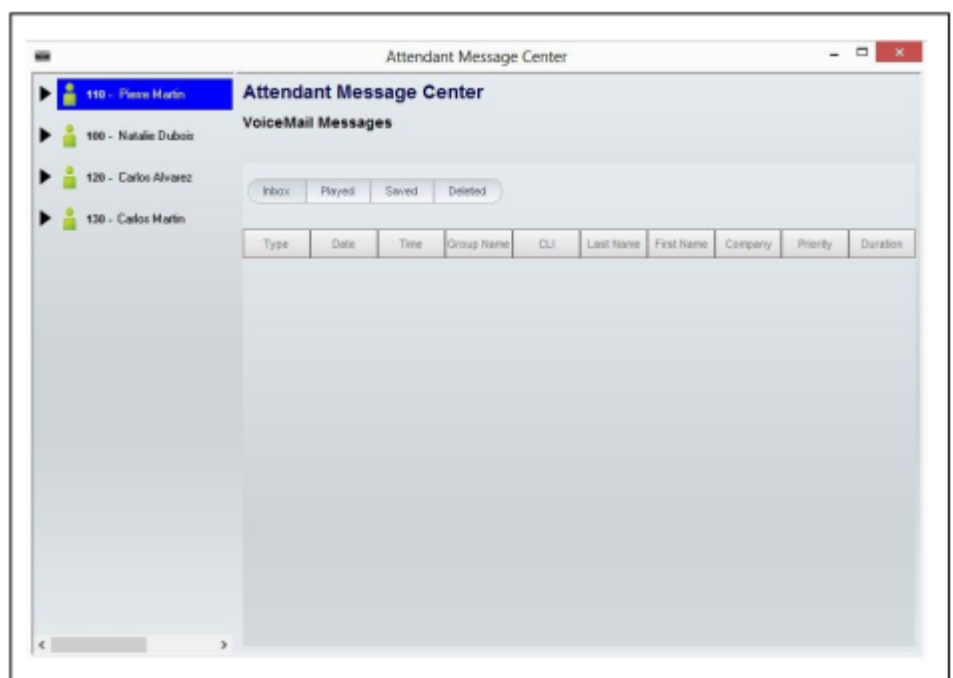 Attendant Message Center
110 - Pierre Martin
100 - Natalie Dubois
120 - Carlos Alvarez
130 - Carlos Martin
Attendant Message Center
VoiceMail Messages
Inbox Played Saved Deleted
Type Date Time Group Name CLI Last Name First Name Company Priority Duration